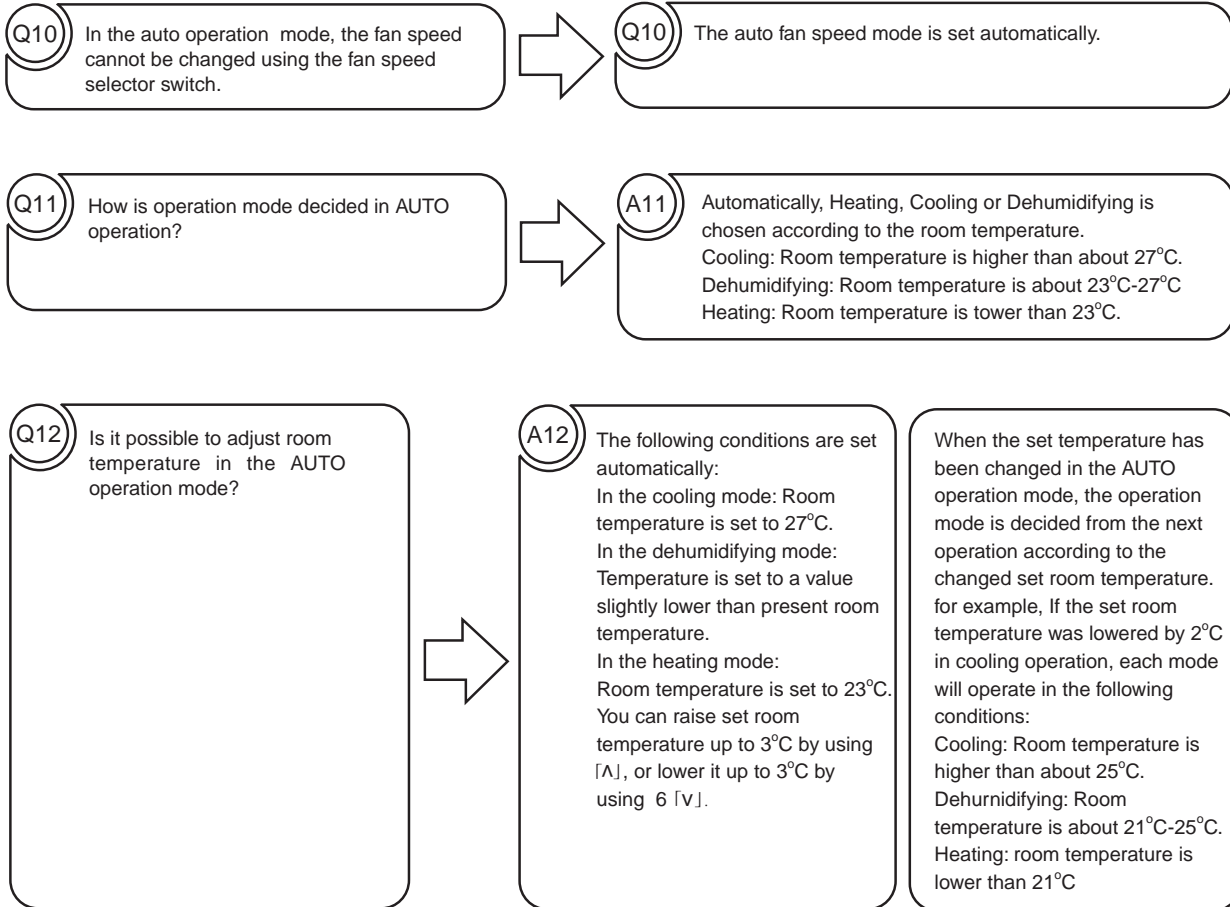 Q10
In the auto operation mode, the fan speed
cannot be changed using the fan speed
selector switch.
Q10
The auto fan speed mode is set automatically.
Q11
How is operation mode decided in AUTO
operation?
A11
Automatically, Heating, Cooling or Dehumidifying is
chosen according to the room temperature.
Cooling: Room temperature is higher than about 27°C.
Dehumidifying: Room temperature is about 23°C-27°C
Heating: Room temperature is tower than 23°C.
Q12
Is it possible to adjust room
temperature in the AUTO
operation mode?
A12
The following conditions are set
automatically:
In the cooling mode: Room
temperature is set to 27°C.
In the dehumidifying mode:
Temperature is set to a value
slightly lower than present room
temperature.
In the heating mode:
Room temperature is set to 23°C.
You can raise set room
temperature up to 3°C by using
「∧」, or lower it up to 3°C by
using 6「∨」.
When the set temperature has
been changed in the AUTO
operation mode, the operation
mode is decided from the next
operation according to the
changed set room temperature.
for example, If the set room
temperature was lowered by 2°C
in cooling operation, each mode
will operate in the following
conditions:
Cooling: Room temperature is
higher than about 25°C.
Dehurnidifying: Room
temperature is about 21°C-25°C.
Heating: room temperature is
lower than 21°C